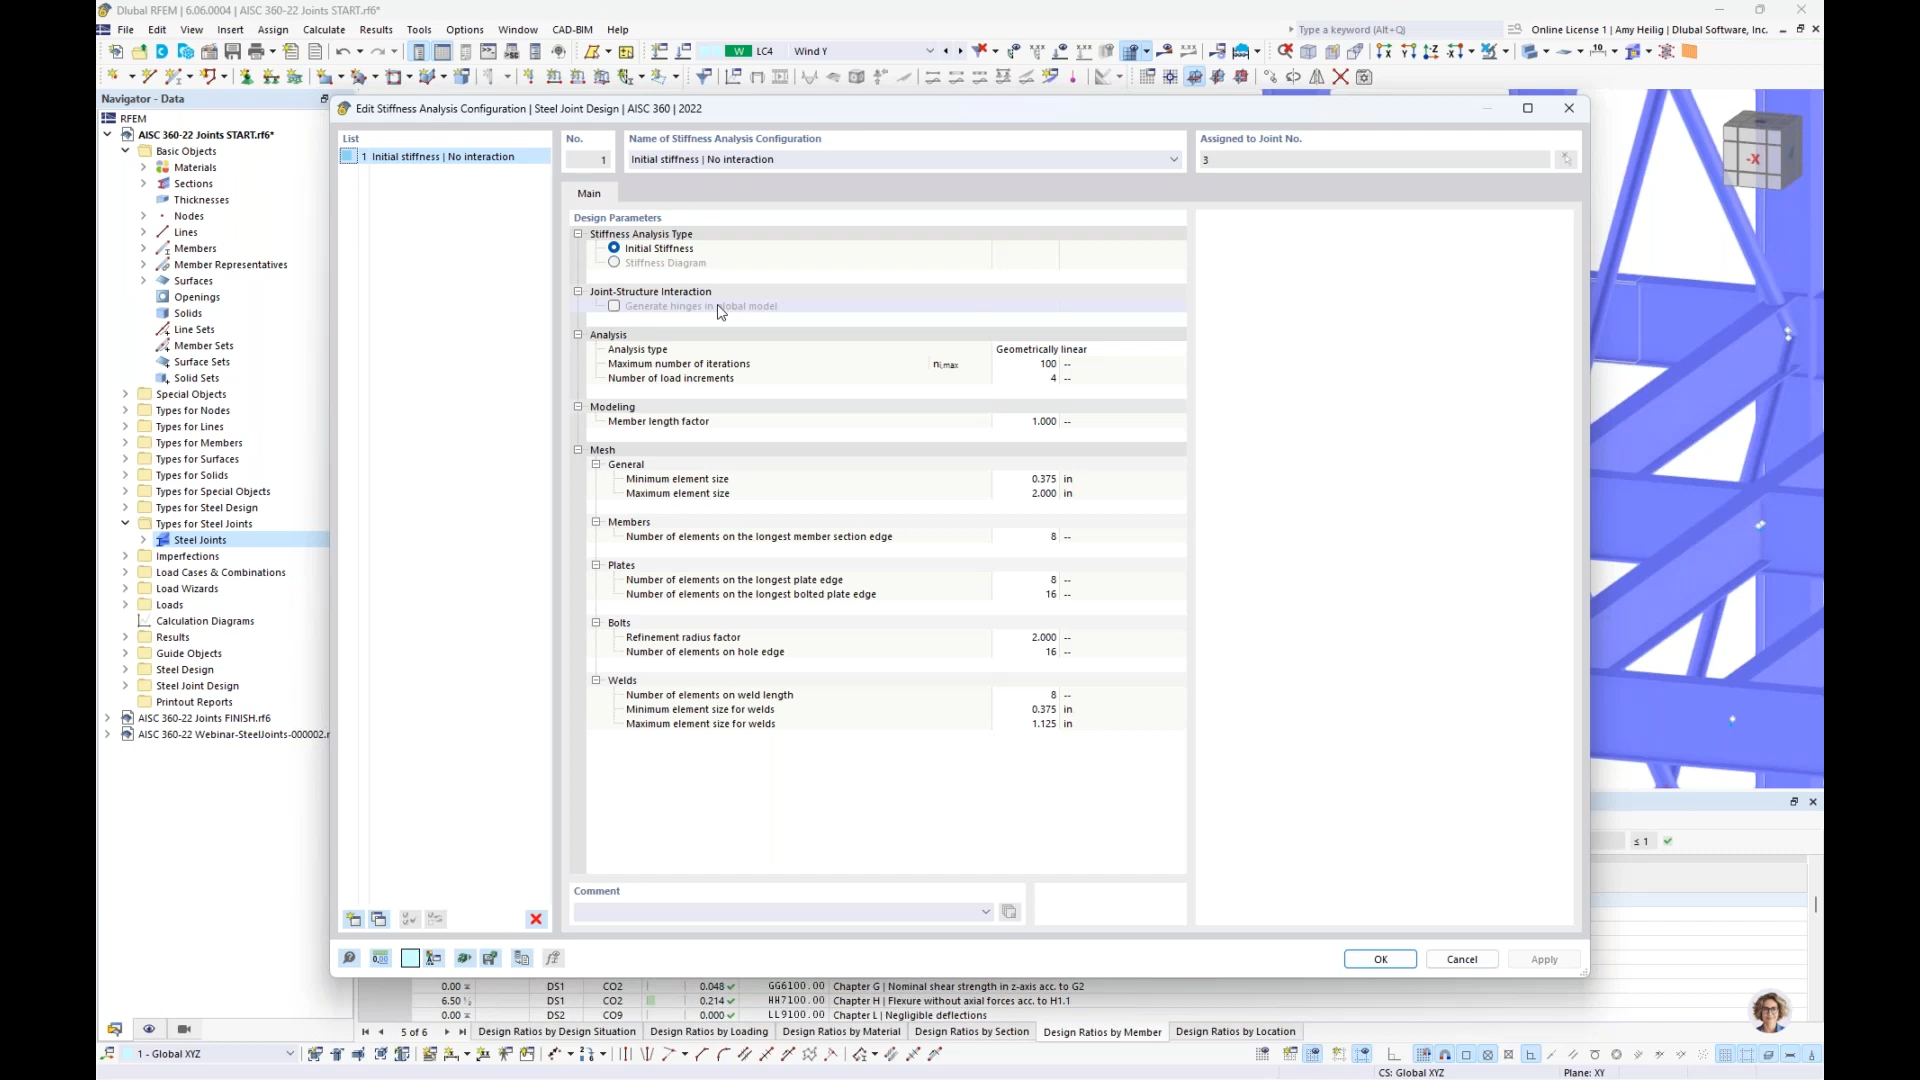 Dlubal RFEM | 6.06.0004 | AISC 360-22 Joints START.rf6*
File Edit View Insert Assign Calculate Results Tools Options Window CAD-BIM Help
Type a keyword (Alt+Q)
Online License 1 | Amy Heilig | Dlubal Software, Inc.
W LC4 Wind Y
Navigator - Data
RFEM
AISC 360-22 Joints START.rf6*
Basic Objects
Materials
Sections
Thicknesses
Nodes
Lines
Members
Member Representatives
Surfaces
Openings
Solids
Line Sets
Member Sets
Surface Sets
Solid Sets
Special Objects
Types for Nodes
Types for Lines
Types for Members
Types for Surfaces
Types for Solids
Types for Special Objects
Types for Steel Design
Types for Steel Joints
Steel Joints
Imperfections
Load Cases & Combinations
Load Wizards
Loads
Calculation Diagrams
Results
Guide Objects
Steel Design
Steel Joint Design
Printout Reports
AISC 360-22 Joints FINISH.rf6
AISC 360-22 Webinar-SteelJoints-000002.r
Edit Stiffness Analysis Configuration | Steel Joint Design | AISC 360 | 2022
List
1 Initial stiffness | No interaction
No.
1
Name of Stiffness Analysis Configuration
Initial stiffness | No interaction
Assigned to Joint No.
3
Main
Design Parameters
Stiffness Analysis Type
Initial Stiffness
Stiffness Diagram
Joint-Structure Interaction
Generate hinges in global model
Analysis
Analysis type Geometrically linear
Maximum number of iterations ni,max 100 --
Number of load increments 4 --
Modeling
Member length factor 1.000 --
Mesh
General
Minimum element size 0.375 in
Maximum element size 2.000 in
Members
Number of elements on the longest member section edge 8 --
Plates
Number of elements on the longest plate edge 8 --
Number of elements on the longest bolted plate edge 16 --
Bolts
Refinement radius factor 2.000 --
Number of elements on hole edge 16 --
Welds
Number of elements on weld length 8 --
Minimum element size for welds 0.375 in
Maximum element size for welds 1.125 in
Comment
OK Cancel Apply
-X
≤ 1
0.00 DS1 CO2 0.048 GG6100.00 Chapter G | Nominal shear strength in z-axis acc. to G2
6.50 DS1 CO2 0.214 HH7100.00 Chapter H | Flexure without axial forces acc. to H1.1
0.00 DS2 CO9 0.000 LL9100.00 Chapter L | Negligible deflections
5 of 6 Design Ratios by Design Situation Design Ratios by Loading Design Ratios by Material Design Ratios by Section Design Ratios by Member Design Ratios by Location
1 - Global XYZ
CS: Global XYZ Plane: XY